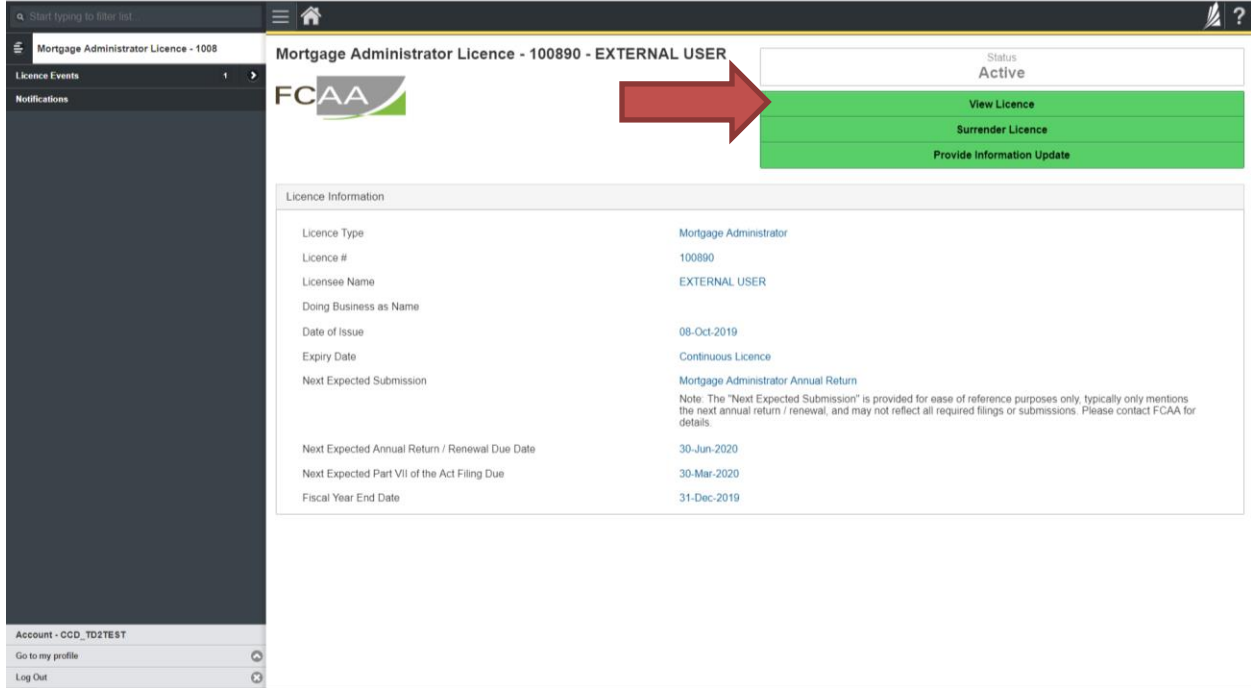 Start typing to filter list...
Mortgage Administrator Licence - 1008
Licence Events 1
Notifications
Account - CCD_TD2TEST
Go to my profile
Log Out
?
Mortgage Administrator Licence - 100890 - EXTERNAL USER
FCAA
Status
Active
View Licence
Surrender Licence
Provide Information Update
Licence Information
Licence Type Mortgage Administrator
Licence # 100890
Licensee Name EXTERNAL USER
Doing Business as Name
Date of Issue 08-Oct-2019
Expiry Date Continuous Licence
Next Expected Submission Mortgage Administrator Annual Return
Note: The "Next Expected Submission" is provided for ease of reference purposes only, typically only mentions
the next annual return / renewal, and may not reflect all required filings or submissions. Please contact FCAA for
details.
Next Expected Annual Return / Renewal Due Date 30-Jun-2020
Next Expected Part VII of the Act Filing Due 30-Mar-2020
Fiscal Year End Date 31-Dec-2019